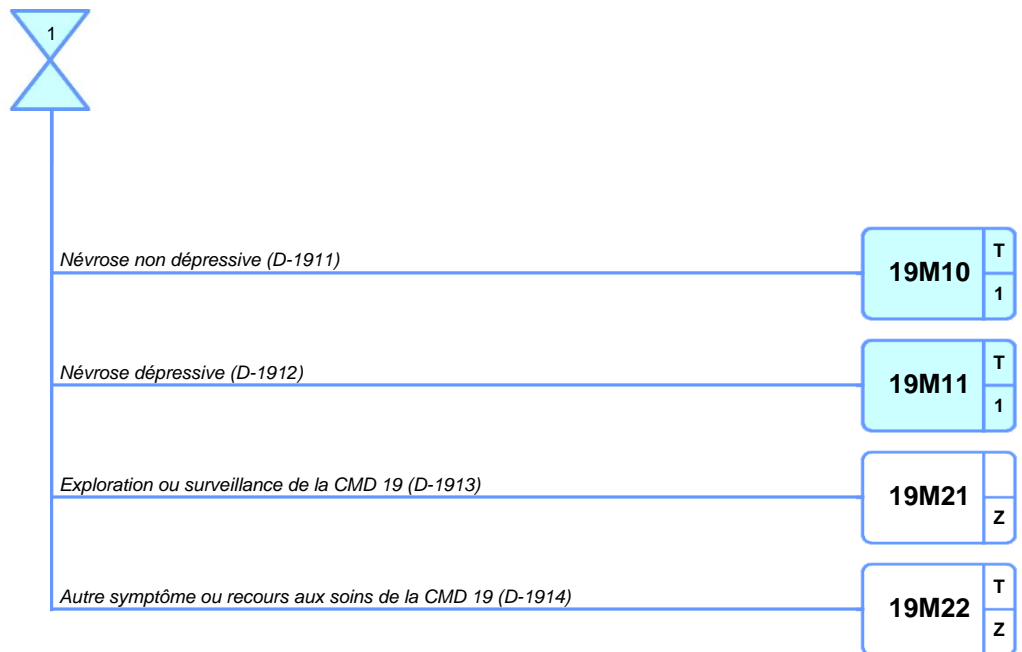 1
Névrose non dépressive (D-1911)
19M10
T
1
Névrose dépressive (D-1912)
19M11
T
1
Exploration ou surveillance de la CMD 19 (D-1913)
19M21
Z
Autre symptôme ou recours aux soins de la CMD 19 (D-1914)
19M22
T
Z